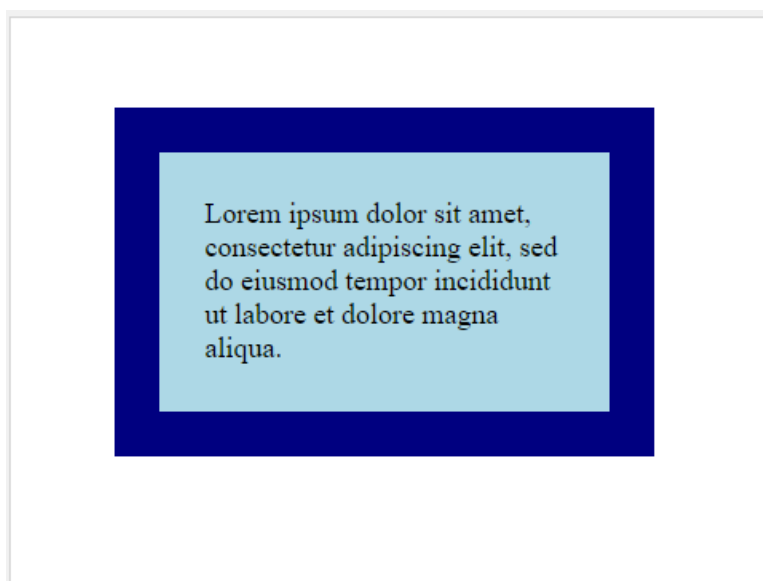 Lorem ipsum dolor sit amet,
consectetur adipiscing elit, sed
do eiusmod tempor incididunt
ut labore et dolore magna
aliqua.